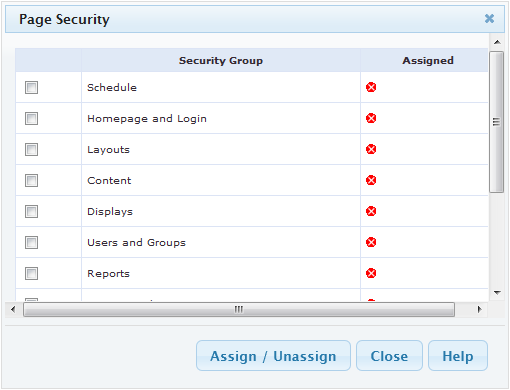 Page Security
Security Group Assigned
Schedule
Homepage and Login
Layouts
Content
Displays
Users and Groups
Reports
Assign / Unassign Close Help